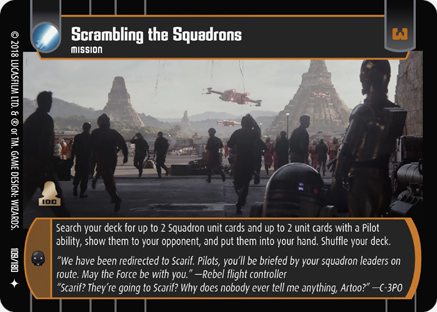 Scrambling the Squadrons
MISSION
3
© 2018 LUCASFILM LTD. & ® or TM. GAME DESIGN: WIZARDS.
109/180
IDC
Search your deck for up to 2 Squadron unit cards and up to 2 unit cards with a Pilot
ability, show them to your opponent, and put them into your hand. Shuffle your deck.
“We have been redirected to Scarif. Pilots, you'll be briefed by your squadron leaders on
route. May the Force be with you.” —Rebel flight controller
“Scarif? They're going to Scarif? Why does nobody ever tell me anything, Artoo?” —C-3PO